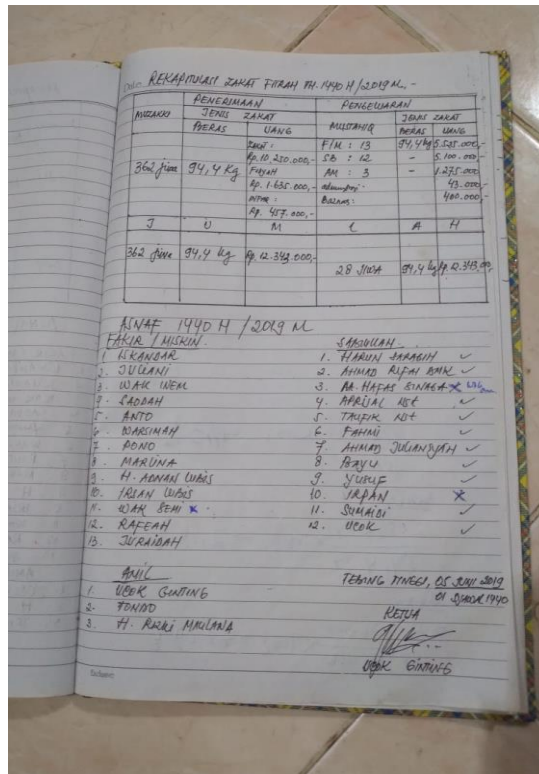 REKAPITULASI ZAKAT FITRAH TH. 1440 H / 2019 M. -
PENERIMAAN PENGELUARAN
MUZAKKI JENIS ZAKAT MUSTAHIQ JENIS ZAKAT
BERAS UANG BERAS UANG
362 jiwa 94,4 Kg Zakat : F/M : 13 94,4 kg 5.525.000,-
Rp. 10.250.000,- SB : 12 - 5.100.000,-
Fidyah AM : 3 - 1.275.000
Rp. 1.635.000,- 43.000
Infaq : Baznas : 400.000
Rp. 457.000,-
J U M L A H
362 jiwa 94,4 kg Rp. 12.342.000,- 28 JIWA 94,4 kg Rp. 12.343.000,-
ASNAF 1440 H / 2019 M
FAKIR / MISKIN. SABILILLAH
1. ISKANDAR 1. HARUN SARAGIH ✓
2. JULIANI 2. AHMAD RIFAI ✓
3. WAK INEM 3. HAFAS SINAGA ✗
4. SAODAH 4. APRIJAL NST ✓
5. ANTO 5. TAUFIK NST ✓
6. WARSIMAH 6. FAHMI ✓
7. PONO 7. AHMAD JULIANSYAH ✓
8. MARLINA 8. BAYU ✓
9. H. ADNAN LUBIS 9. YUSUF ✓
10. IRSAN LUBIS 10. IRPAN ✗
11. WAK SEMI ✗ 11. SUMAIDI ✓
12. RAFEAH 12. UCOK ✓
13. JURAIDAH
AMIL TEBING TINGGI, 05 JUNI 2019
1. UCOK GINTING 01 SYAWAL 1440
2. TONDO KETUA
3. H. RIZKI MAULANA
UCOK GINTING